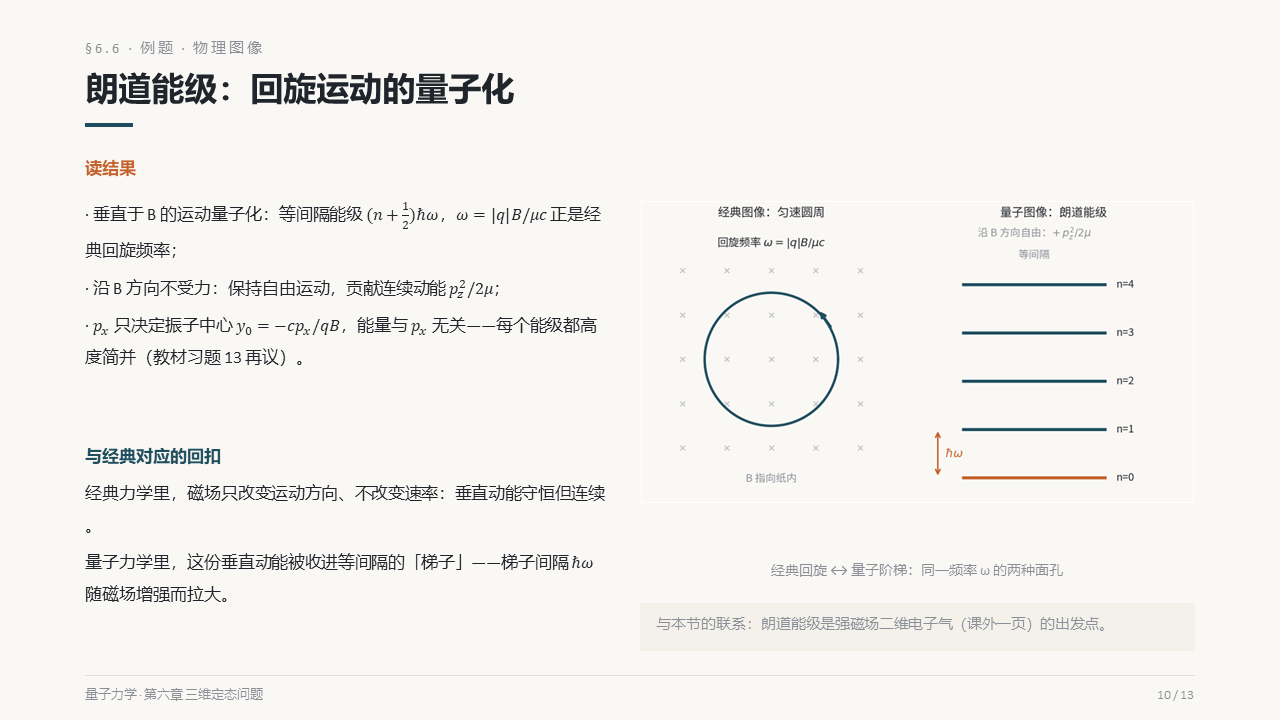 §6.6 · 例题 · 物理图像
朗道能级：回旋运动的量子化
读结果
· 垂直于 B 的运动量子化：等间隔能级 (n + 1/2)ħω，ω = |q|B/μc 正是经
典回旋频率；
· 沿 B 方向不受力：保持自由运动，贡献连续动能 p_z^2/2μ；
· p_x 只决定振子中心 y_0 = −cp_x/qB，能量与 p_x 无关——每个能级都高
度简并（教材习题 13 再议）。
与经典对应的回扣
经典力学里，磁场只改变运动方向、不改变速率：垂直动能守恒但连续
。
量子力学里，这份垂直动能被收进等间隔的「梯子」——梯子间隔 ħω
随磁场增强而拉大。
经典图像：匀速圆周
回旋频率 ω = |q|B/μc
B 指向纸内
量子图像：朗道能级
沿 B 方向自由：+ p_z^2/2μ
等间隔
n=4
n=3
n=2
n=1
ħω
n=0
经典回旋 ↔ 量子阶梯：同一频率 ω 的两种面孔
与本节的联系：朗道能级是强磁场二维电子气（课外一页）的出发点。
量子力学 · 第六章 三维定态问题
10 / 13